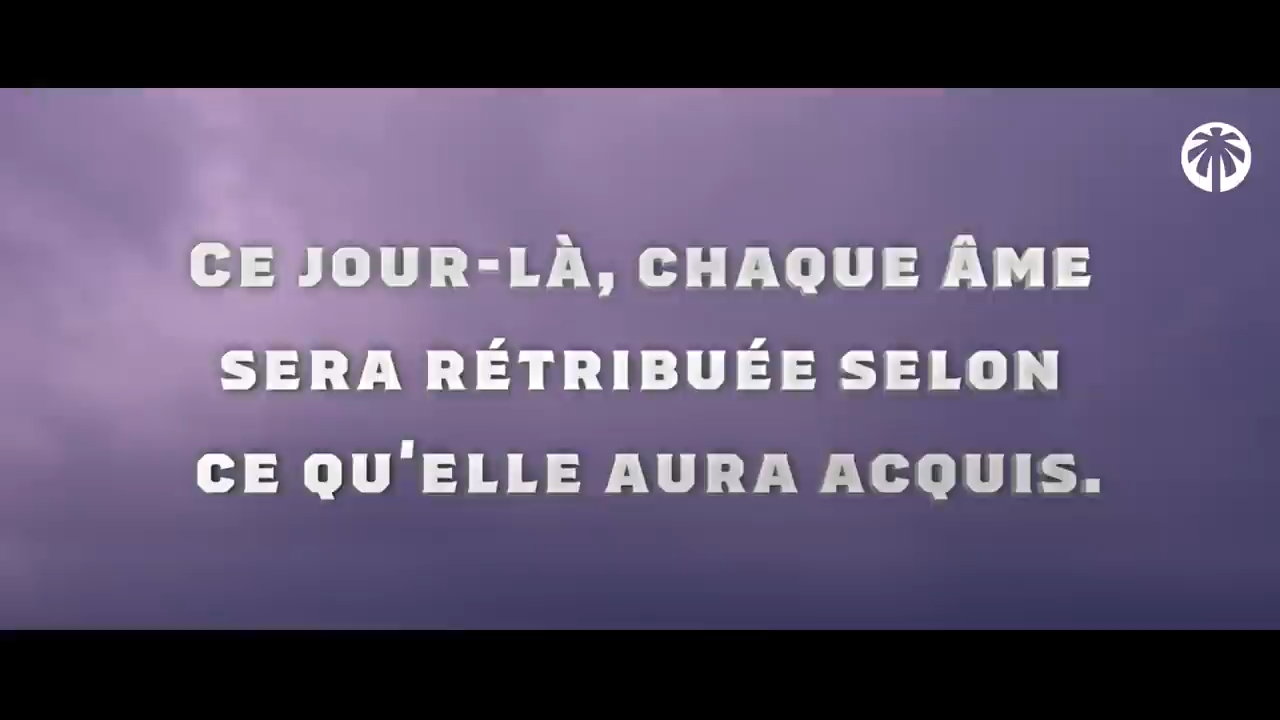 Ce jour-là, chaque âme
sera rétribuée selon
ce qu'elle aura acquis.